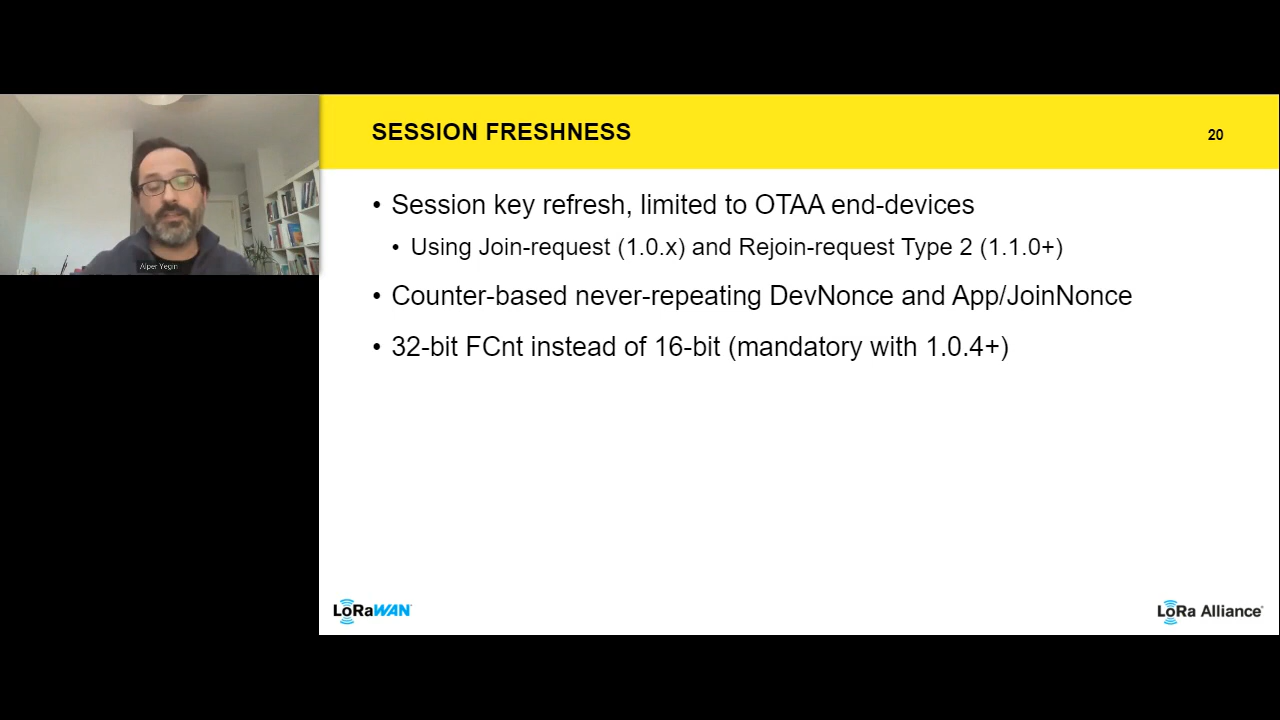 SESSION FRESHNESS
20
• Session key refresh, limited to OTAA end-devices
• Using Join-request (1.0.x) and Rejoin-request Type 2 (1.1.0+)
• Counter-based never-repeating DevNonce and App/JoinNonce
• 32-bit FCnt instead of 16-bit (mandatory with 1.0.4+)
Alper Yegin
LoRaWAN
LoRa Alliance